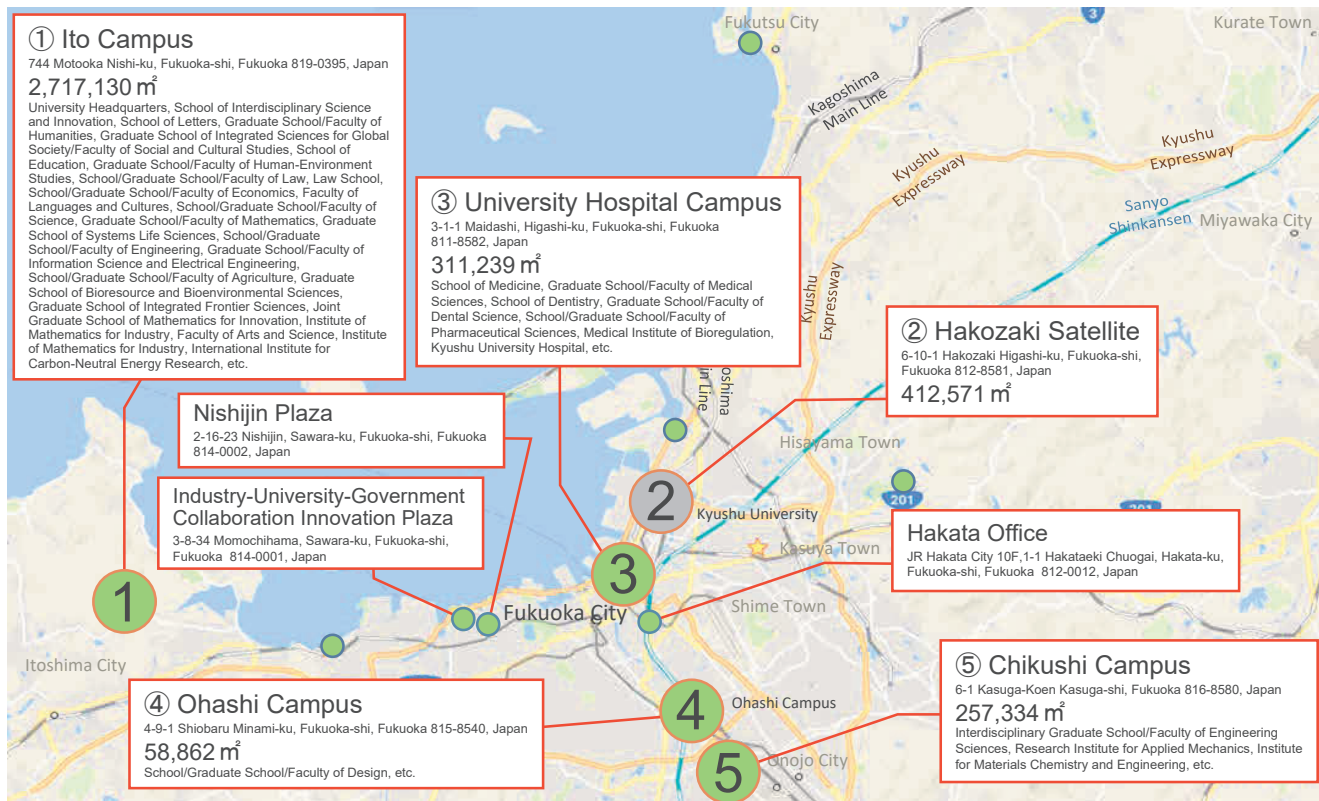 ① Ito Campus
744 Motooka Nishi-ku, Fukuoka-shi, Fukuoka 819-0395, Japan
2,717,130 ㎡
University Headquarters, School of Interdisciplinary Science
and Innovation, School of Letters, Graduate School/Faculty of
Humanities, Graduate School of Integrated Sciences for Global
Society/Faculty of Social and Cultural Studies, School of
Education, Graduate School/Faculty of Human-Environment
Studies, School/Graduate School/Faculty of Law, Law School,
School/Graduate School/Faculty of Economics, Faculty of
Languages and Cultures, School/Graduate School/Faculty of
Science, Graduate School/Faculty of Mathematics, Graduate
School of Systems Life Sciences, School/Graduate
School/Faculty of Engineering, Graduate School/Faculty of
Information Science and Electrical Engineering,
School/Graduate School/Faculty of Agriculture, Graduate
School of Bioresource and Bioenvironmental Sciences,
Graduate School of Integrated Frontier Sciences, Joint
Graduate School of Mathematics for Innovation, Institute of
Mathematics for Industry, Faculty of Arts and Science, Institute
of Mathematics for Industry, International Institute for
Carbon-Neutral Energy Research, etc.
Fukutsu City
3
Kurate Town
Kagoshima
Main Line
Kyushu
Expressway
Kyushu
Expressway
Sanyo
Shinkansen
Miyawaka City
③ University Hospital Campus
3-1-1 Maidashi, Higashi-ku, Fukuoka-shi, Fukuoka
811-8582, Japan
311,239 ㎡
School of Medicine, Graduate School/Faculty of Medical
Sciences, School of Dentistry, Graduate School/Faculty of
Dental Science, School/Graduate School/Faculty of
Pharmaceutical Sciences, Medical Institute of Bioregulation,
Kyushu University Hospital, etc.
Kyushu
Expressway
② Hakozaki Satellite
6-10-1 Hakozaki Higashi-ku, Fukuoka-shi,
Fukuoka 812-8581, Japan
412,571 ㎡
oshima
in Line
Nishijin Plaza
2-16-23 Nishijin, Sawara-ku, Fukuoka-shi, Fukuoka
814-0002, Japan
Hisayama Town
Industry-University-Government
Collaboration Innovation Plaza
3-8-34 Momochihama, Sawara-ku, Fukuoka-shi,
Fukuoka 814-0001, Japan
2
Kyushu University
201
201
Hakata Office
JR Hakata City 10F,1-1 Hakataeki Chuogai, Hakata-ku,
Fukuoka-shi, Fukuoka 812-0012, Japan
Kasuya Town
3
1
Fukuoka City
Shime Town
Itoshima City
④ Ohashi Campus
4-9-1 Shiobaru Minami-ku, Fukuoka-shi, Fukuoka 815-8540, Japan
58,862 ㎡
School/Graduate School/Faculty of Design, etc.
4
Ohashi Campus
⑤ Chikushi Campus
6-1 Kasuga-Koen Kasuga-shi, Fukuoka 816-8580, Japan
257,334 ㎡
Interdisciplinary Graduate School/Faculty of Engineering
Sciences, Research Institute for Applied Mechanics, Institute
for Materials Chemistry and Engineering, etc.
5
Onojo City